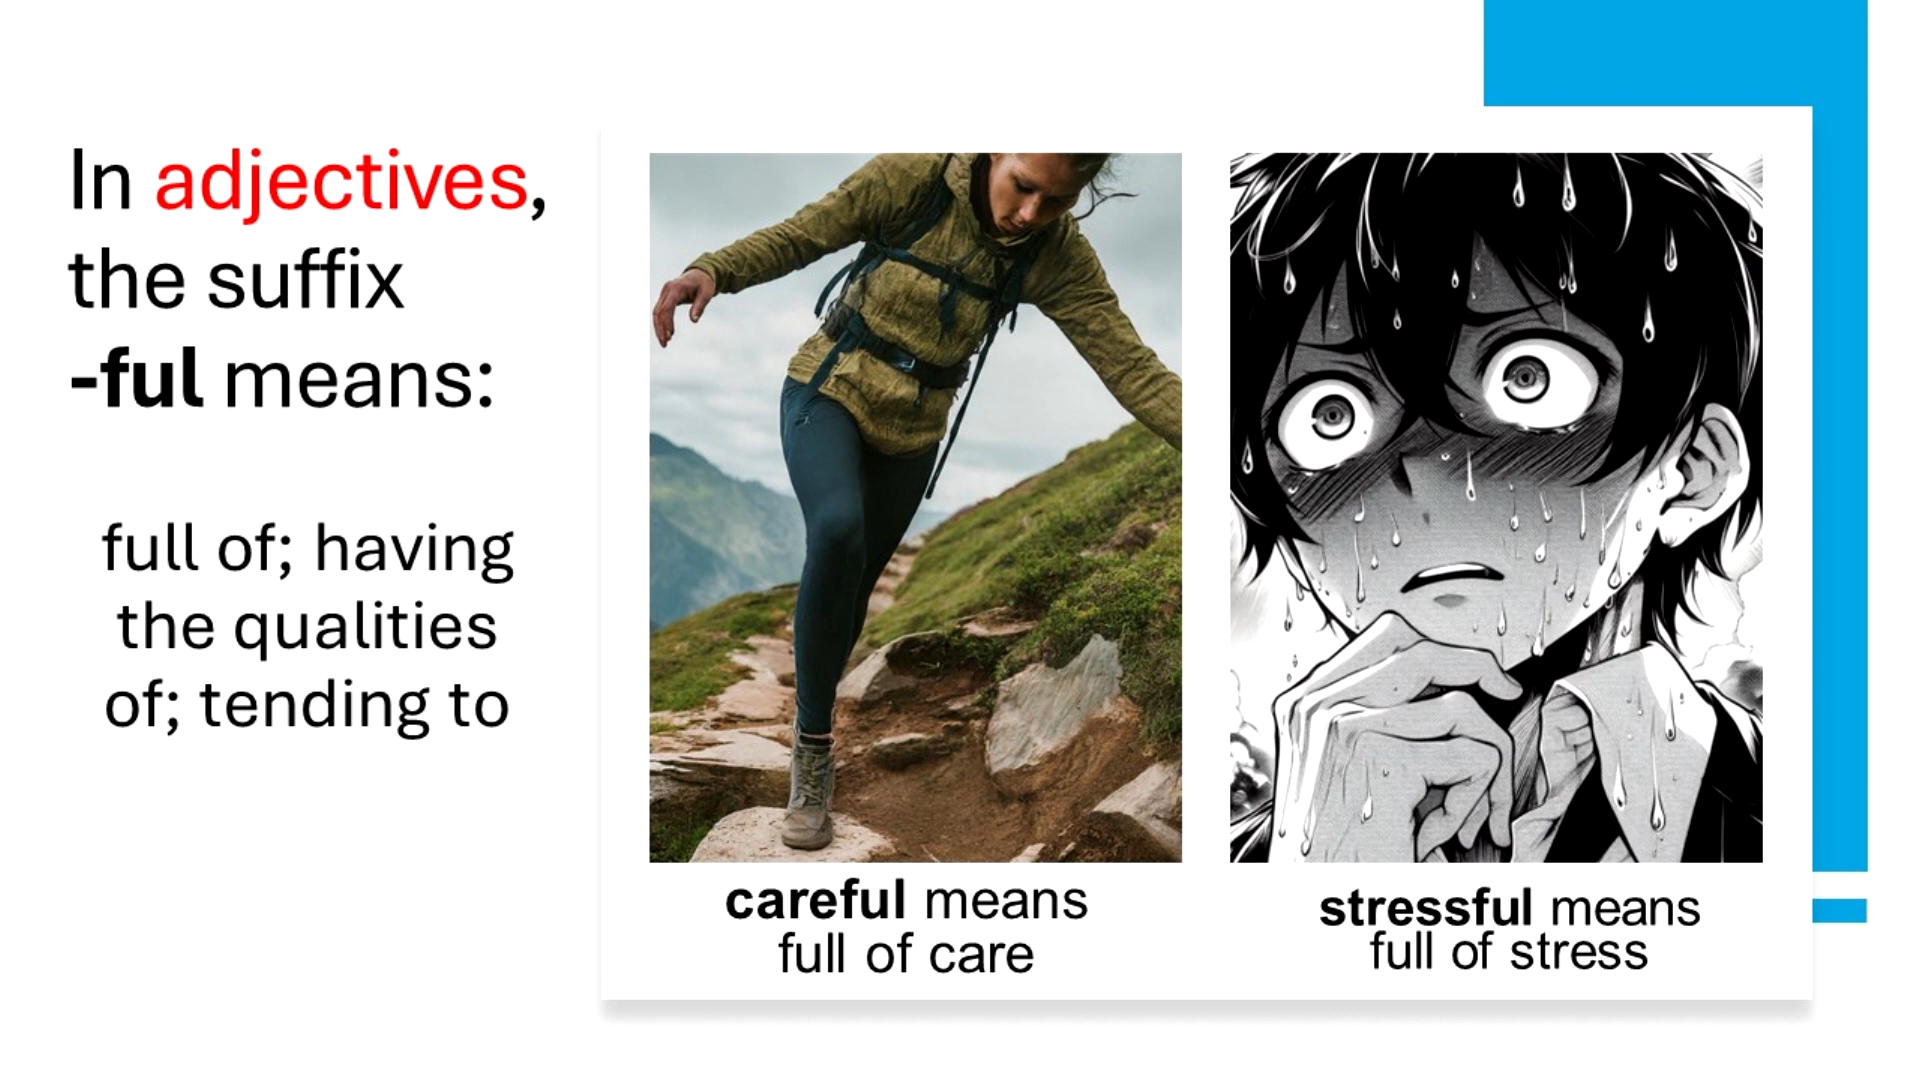 In adjectives,
the suffix
-ful means:
full of; having
the qualities
of; tending to
careful means
full of care
stressful means
full of stress